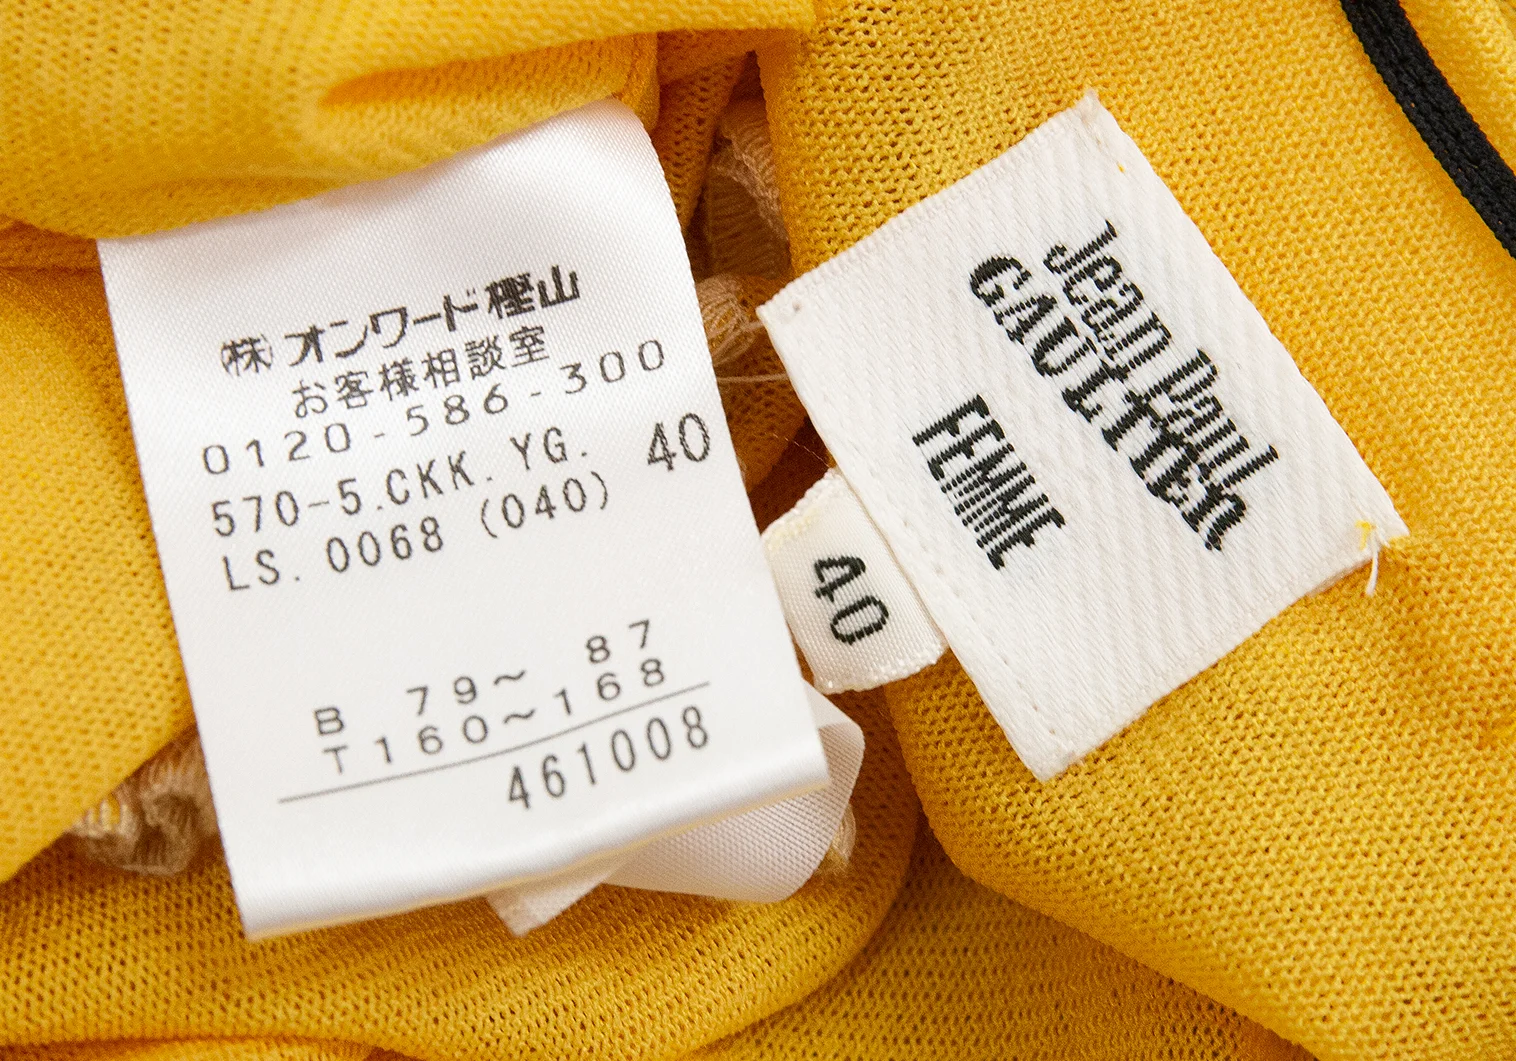 ㈱オンワード樫山
お客様相談室
0120-586-300
570-5.CKK.YG. 40
LS.0068 (040)
B 79〜 87
T 160〜168
461008
Jean Paul
GAULTIER
FEMME
40